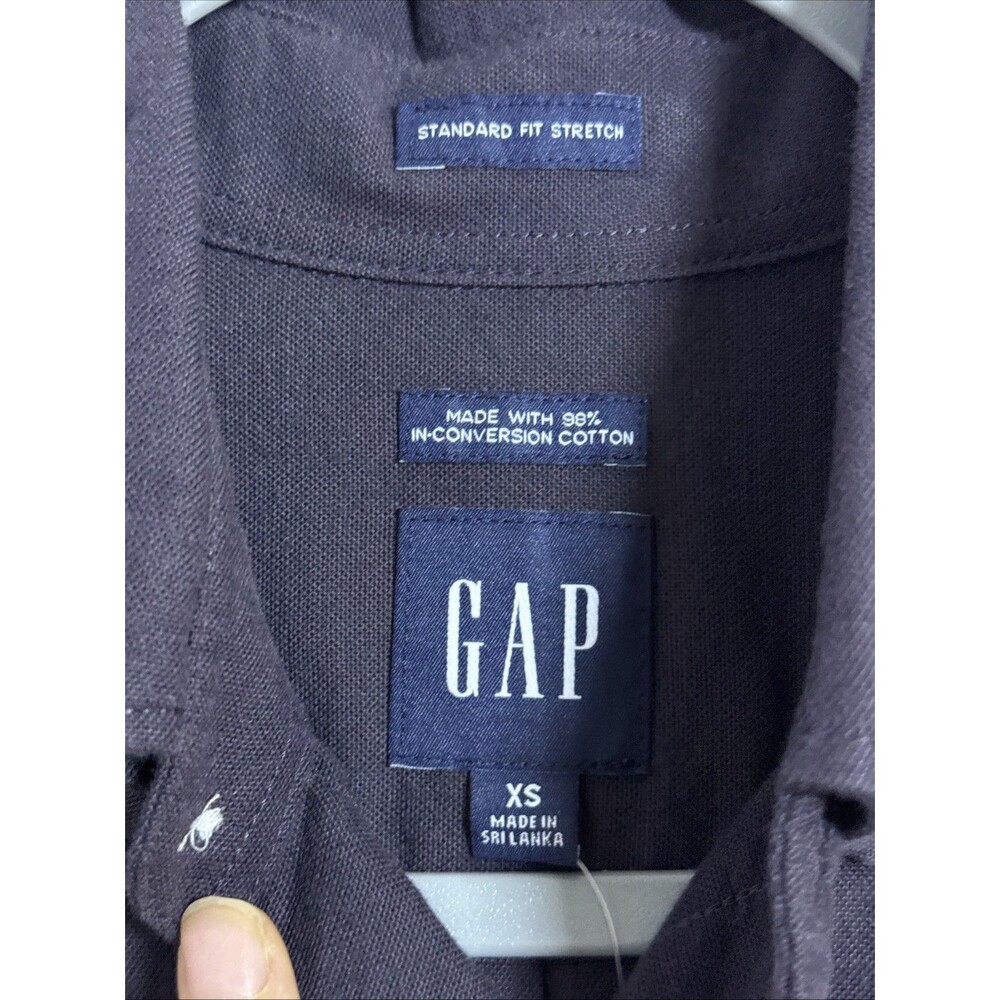 STANDARD FIT STRETCH
MADE WITH 98%
IN-CONVERSION COTTON
GAP
XS
MADE IN
SRI LANKA